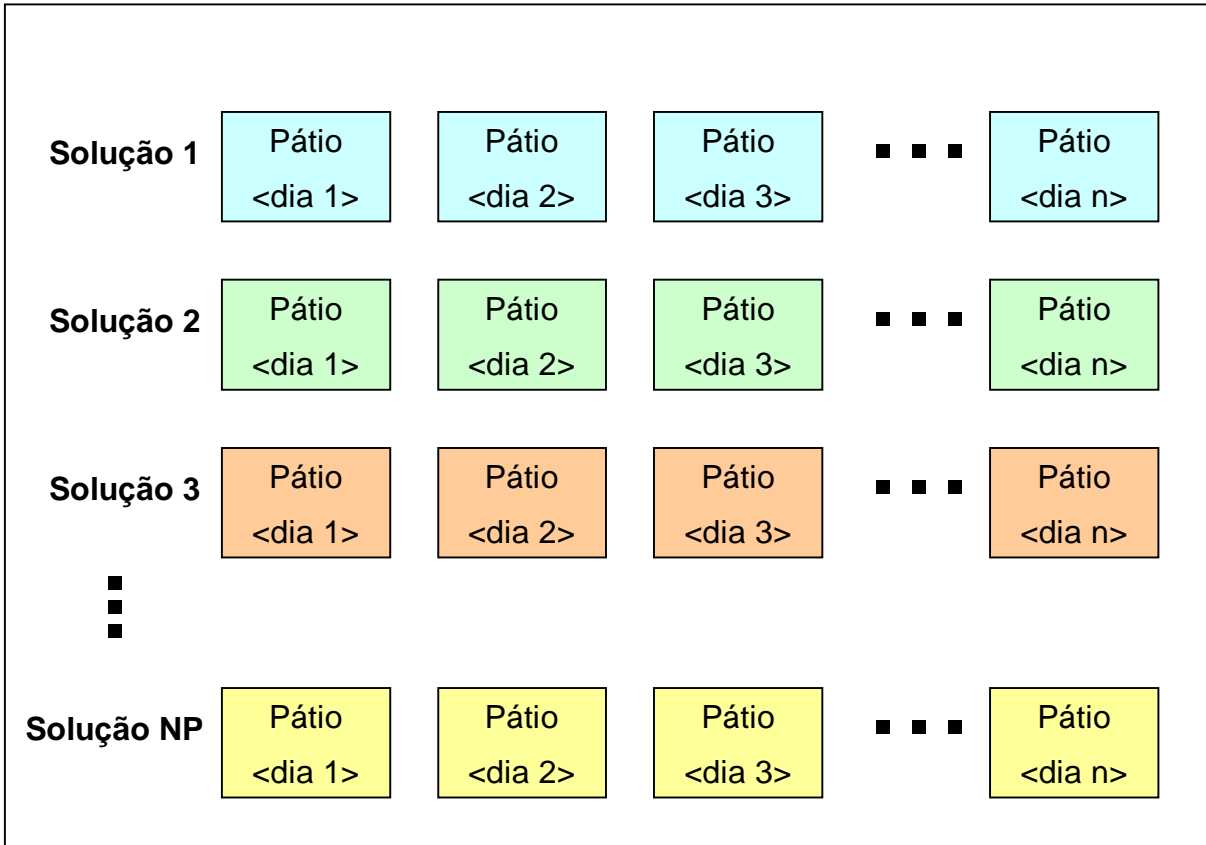 Solução 1
Pátio
<dia 1>
Pátio
<dia 2>
Pátio
<dia 3>
Pátio
<dia n>
Solução 2
Pátio
<dia 1>
Pátio
<dia 2>
Pátio
<dia 3>
Pátio
<dia n>
Solução 3
Pátio
<dia 1>
Pátio
<dia 2>
Pátio
<dia 3>
Pátio
<dia n>
Solução NP
Pátio
<dia 1>
Pátio
<dia 2>
Pátio
<dia 3>
Pátio
<dia n>